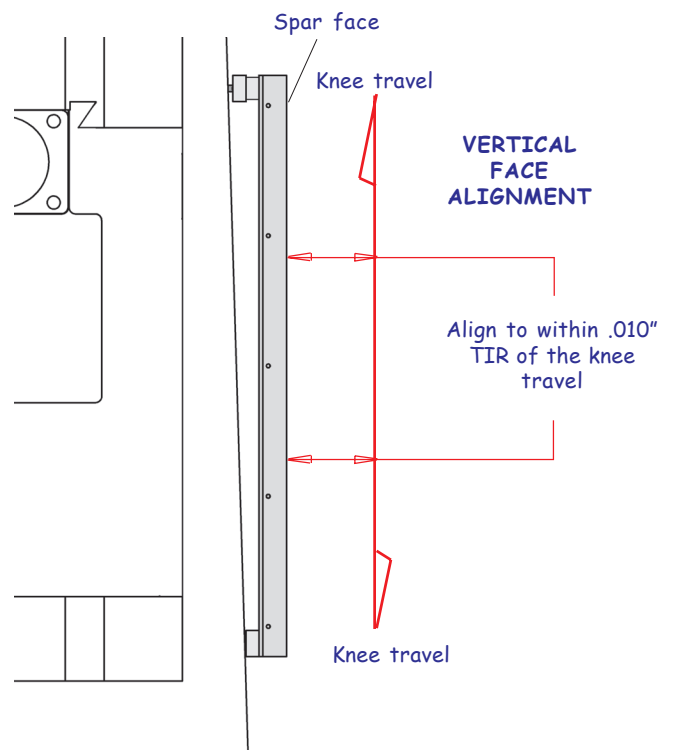 Spar face
Knee travel
VERTICAL
FACE
ALIGNMENT
Align to within .010”
TIR of the knee
travel
Knee travel